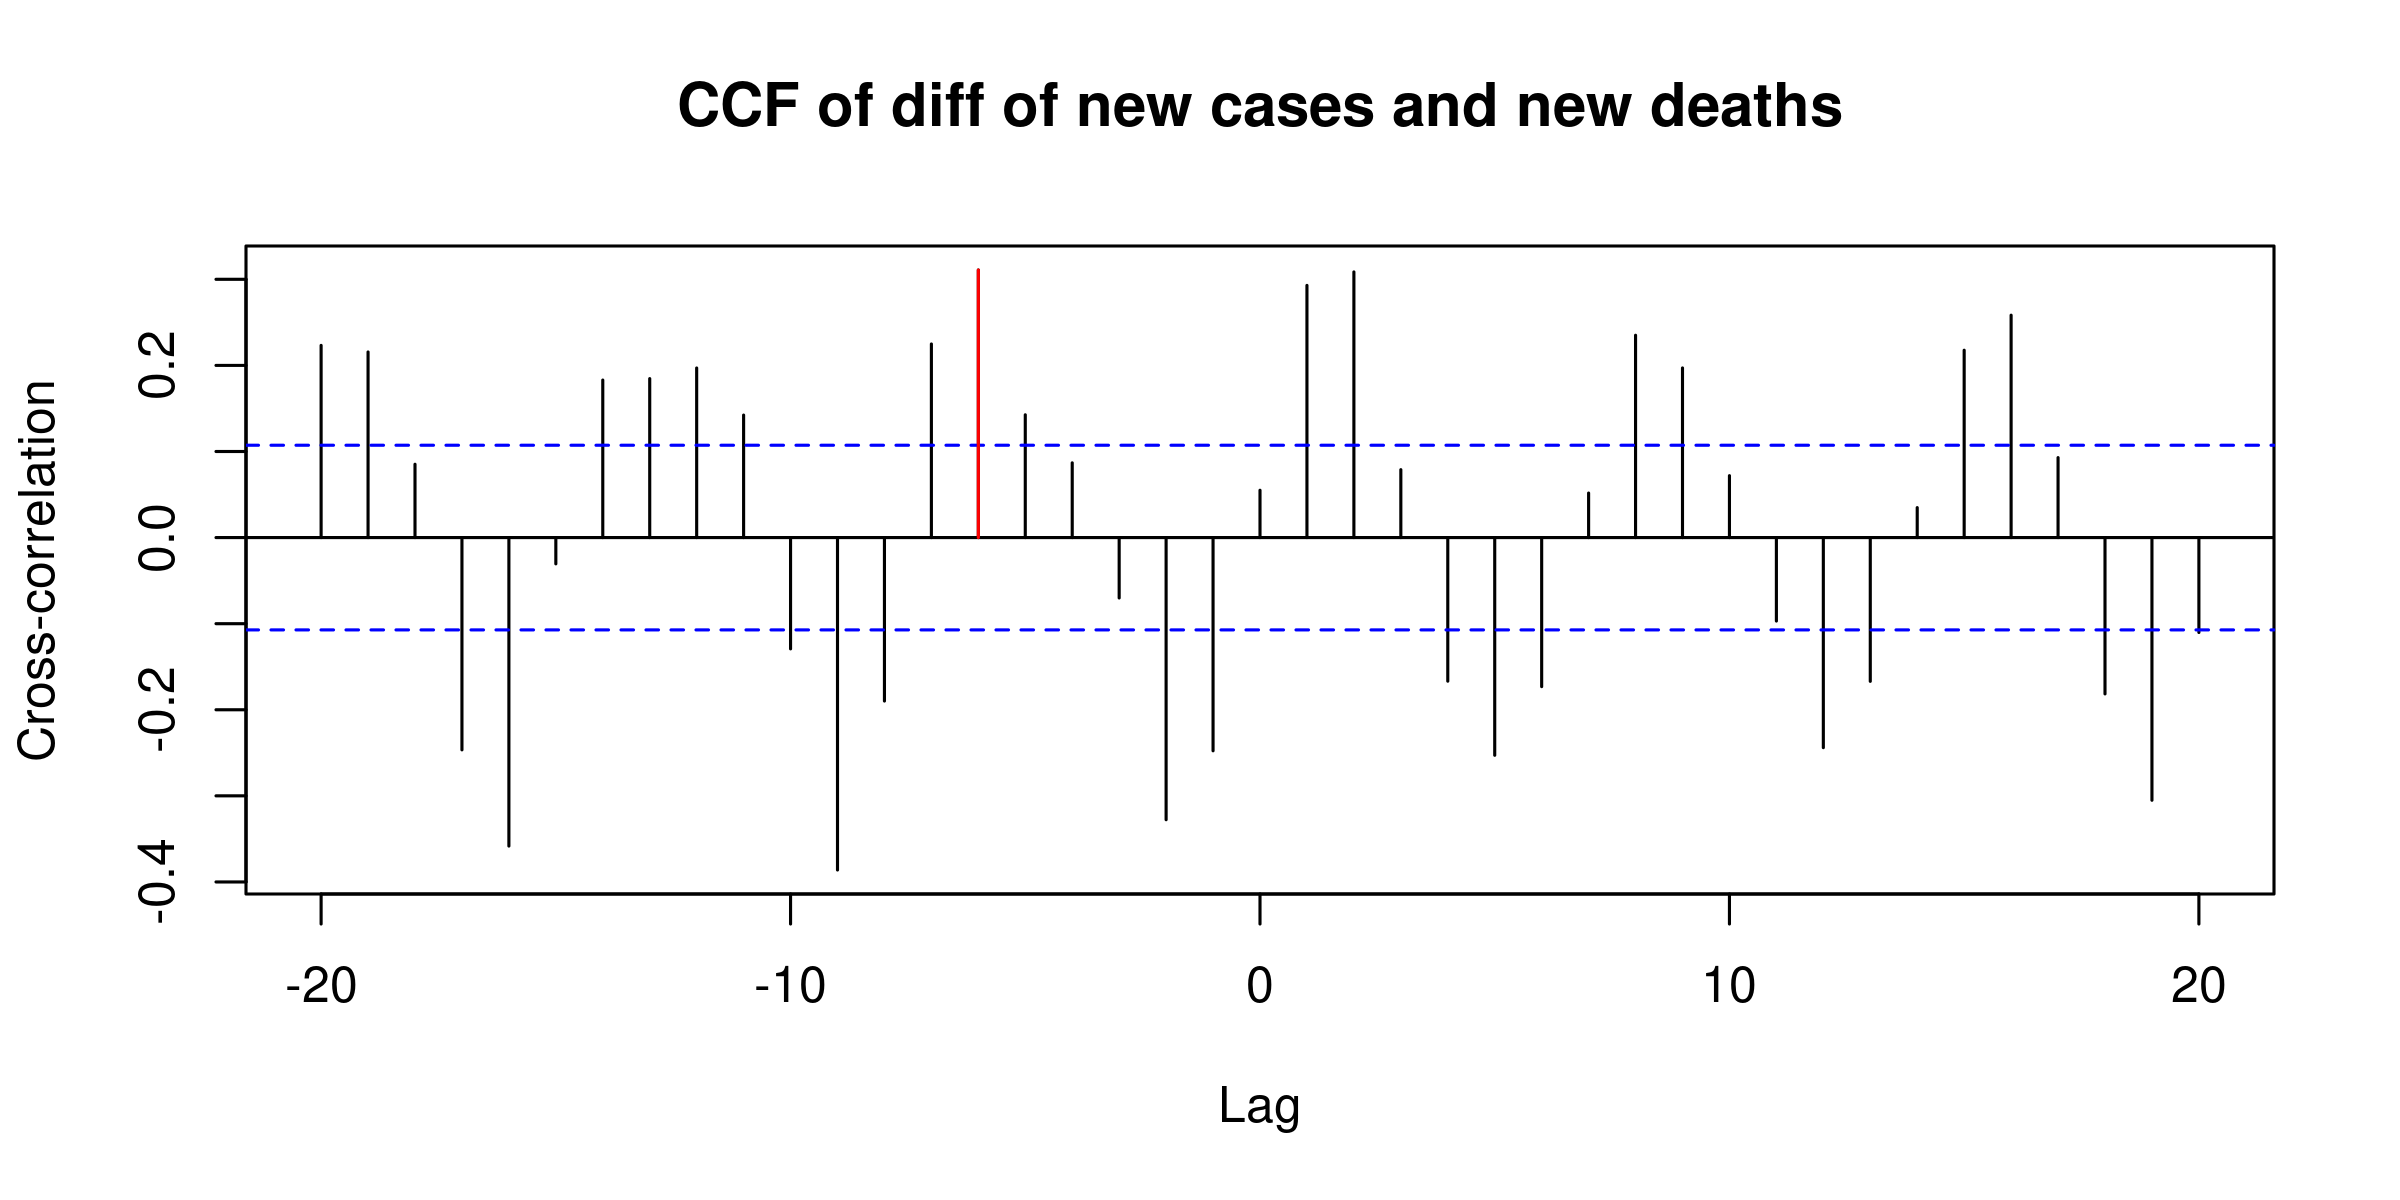 CCF of diff of new cases and new deaths
Cross-correlation
0.2
0.0
-0.2
-0.4
-20 -10 0 10 20
Lag